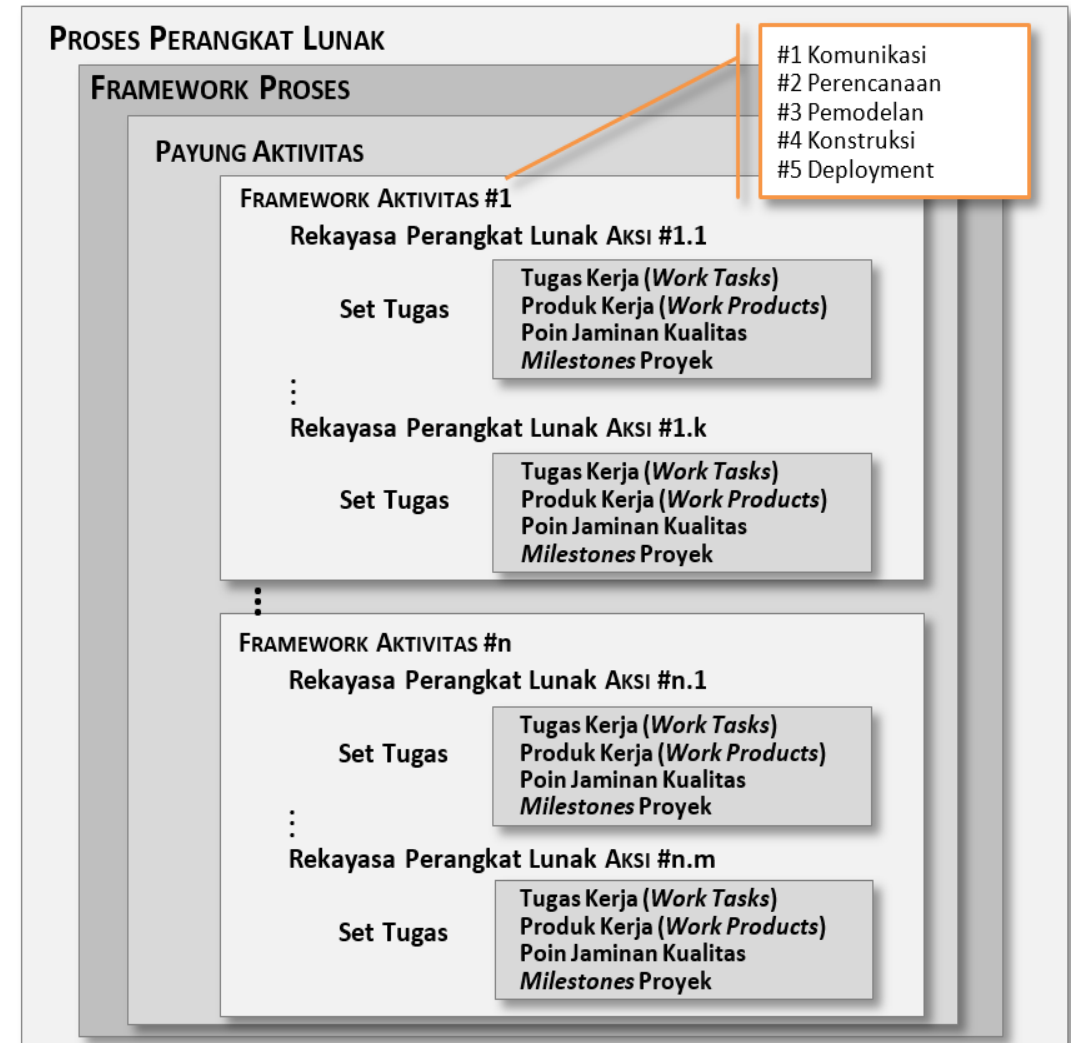 PROSES PERANGKAT LUNAK
FRAMEWORK PROSES
#1 Komunikasi
#2 Perencanaan
#3 Pemodelan
#4 Konstruksi
#5 Deployment
PAYUNG AKTIVITAS
FRAMEWORK AKTIVITAS #1
Rekayasa Perangkat Lunak AKSI #1.1
Set Tugas
Tugas Kerja (Work Tasks)
Produk Kerja (Work Products)
Poin Jaminan Kualitas
Milestones Proyek
Rekayasa Perangkat Lunak AKSI #1.k
Set Tugas
Tugas Kerja (Work Tasks)
Produk Kerja (Work Products)
Poin Jaminan Kualitas
Milestones Proyek
FRAMEWORK AKTIVITAS #n
Rekayasa Perangkat Lunak AKSI #n.1
Set Tugas
Tugas Kerja (Work Tasks)
Produk Kerja (Work Products)
Poin Jaminan Kualitas
Milestones Proyek
Rekayasa Perangkat Lunak AKSI #n.m
Set Tugas
Tugas Kerja (Work Tasks)
Produk Kerja (Work Products)
Poin Jaminan Kualitas
Milestones Proyek